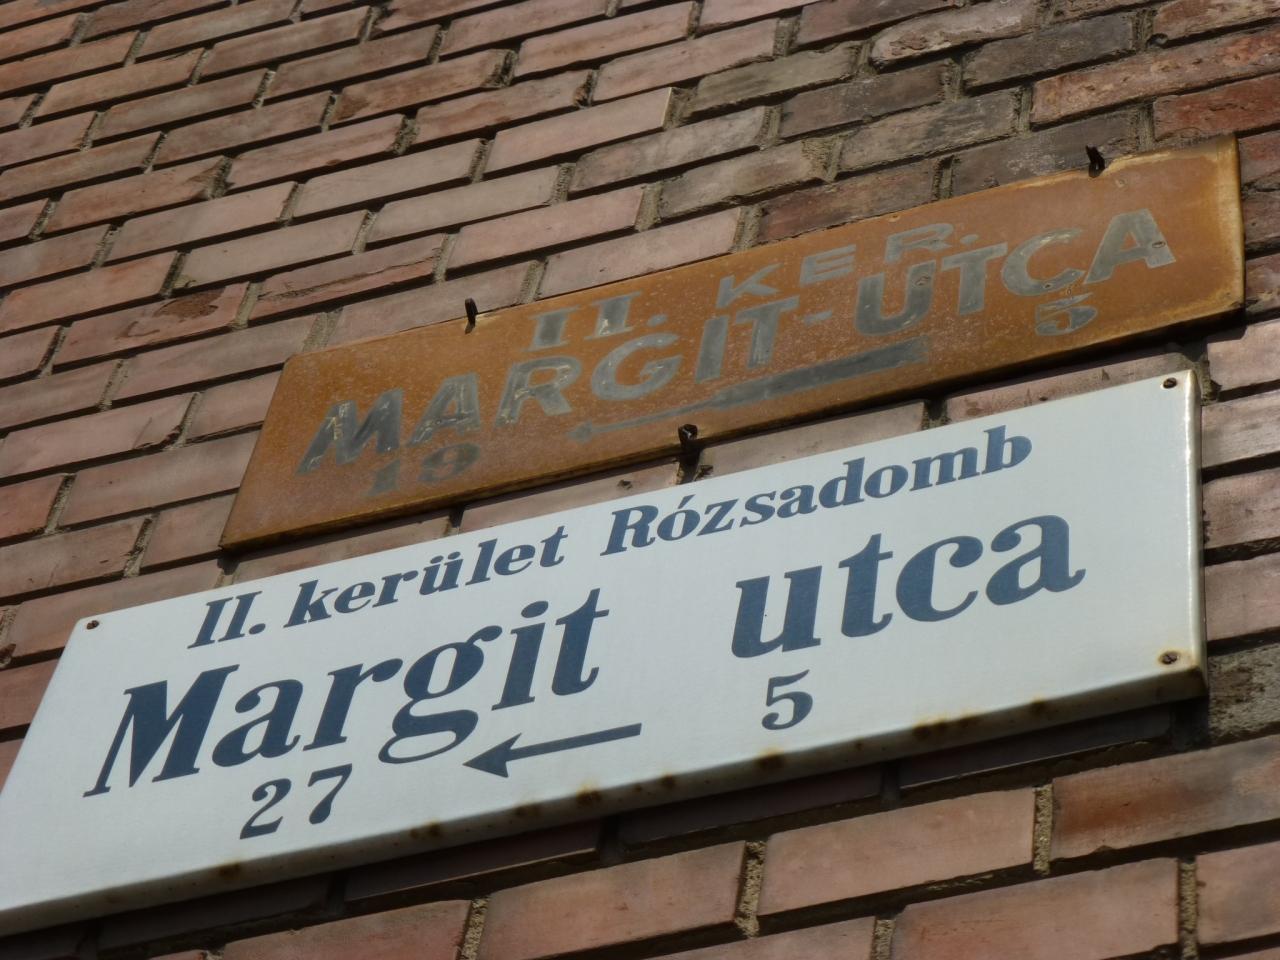 II. KER.
MARGIT-UTCA
19 5
II. kerület Rózsadomb
Margit utca
27 5